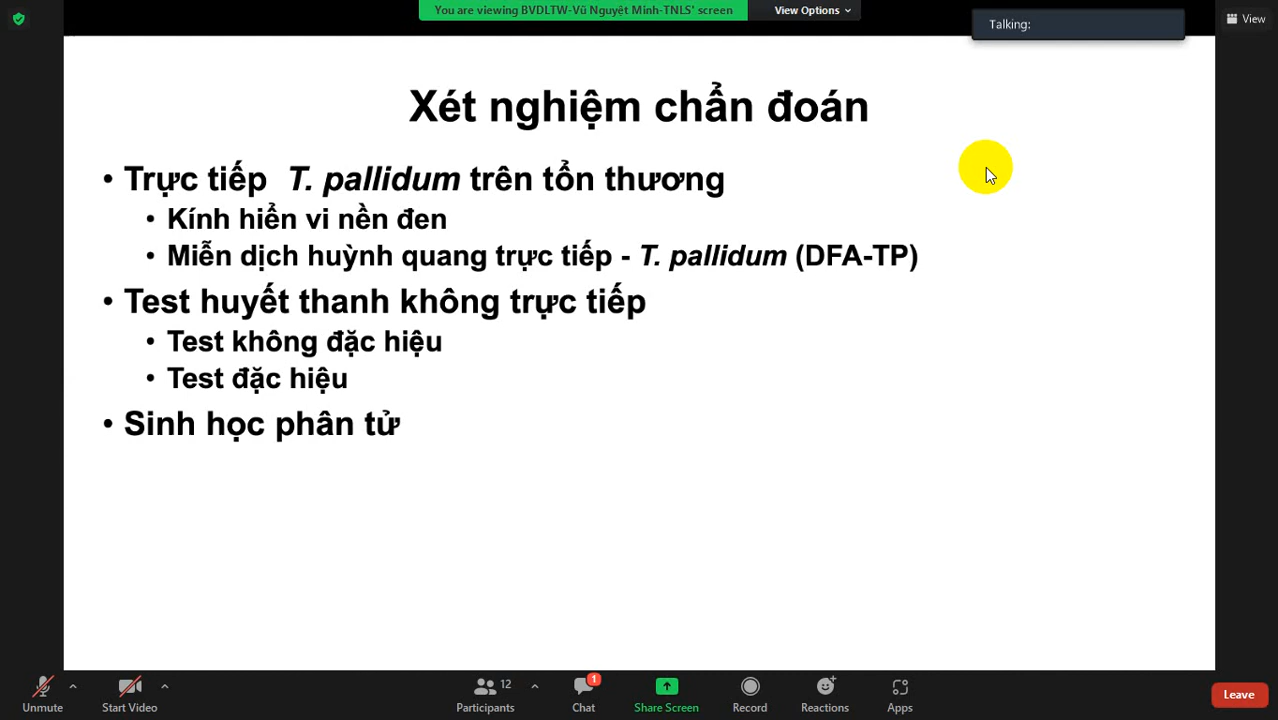 You are viewing BVDLTW-Vũ Nguyệt Minh-TNLS' screen
View Options
Talking:
View
Xét nghiệm chẩn đoán
• Trực tiếp T. pallidum trên tổn thương
• Kính hiển vi nền đen
• Miễn dịch huỳnh quang trực tiếp - T. pallidum (DFA-TP)
• Test huyết thanh không trực tiếp
• Test không đặc hiệu
• Test đặc hiệu
• Sinh học phân tử
Unmute
Start Video
12
Participants
1
Chat
Share Screen
Record
Reactions
Apps
Leave